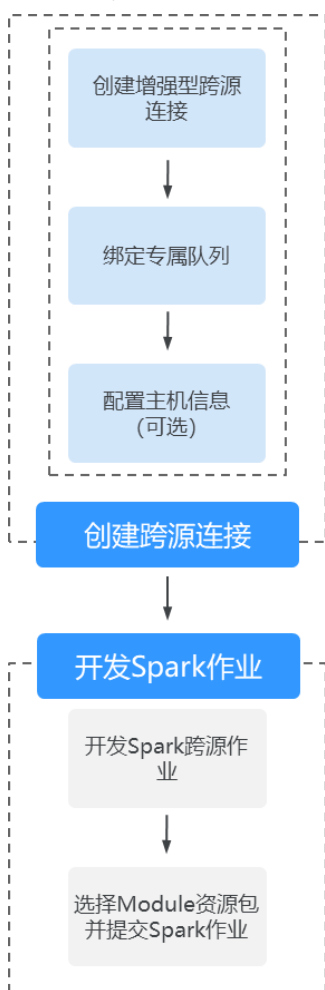 创建增强型跨源
连接
绑定专属队列
配置主机信息
(可选)
创建跨源连接
开发Spark作业
开发Spark跨源作
业
选择Module资源包
并提交Spark作业